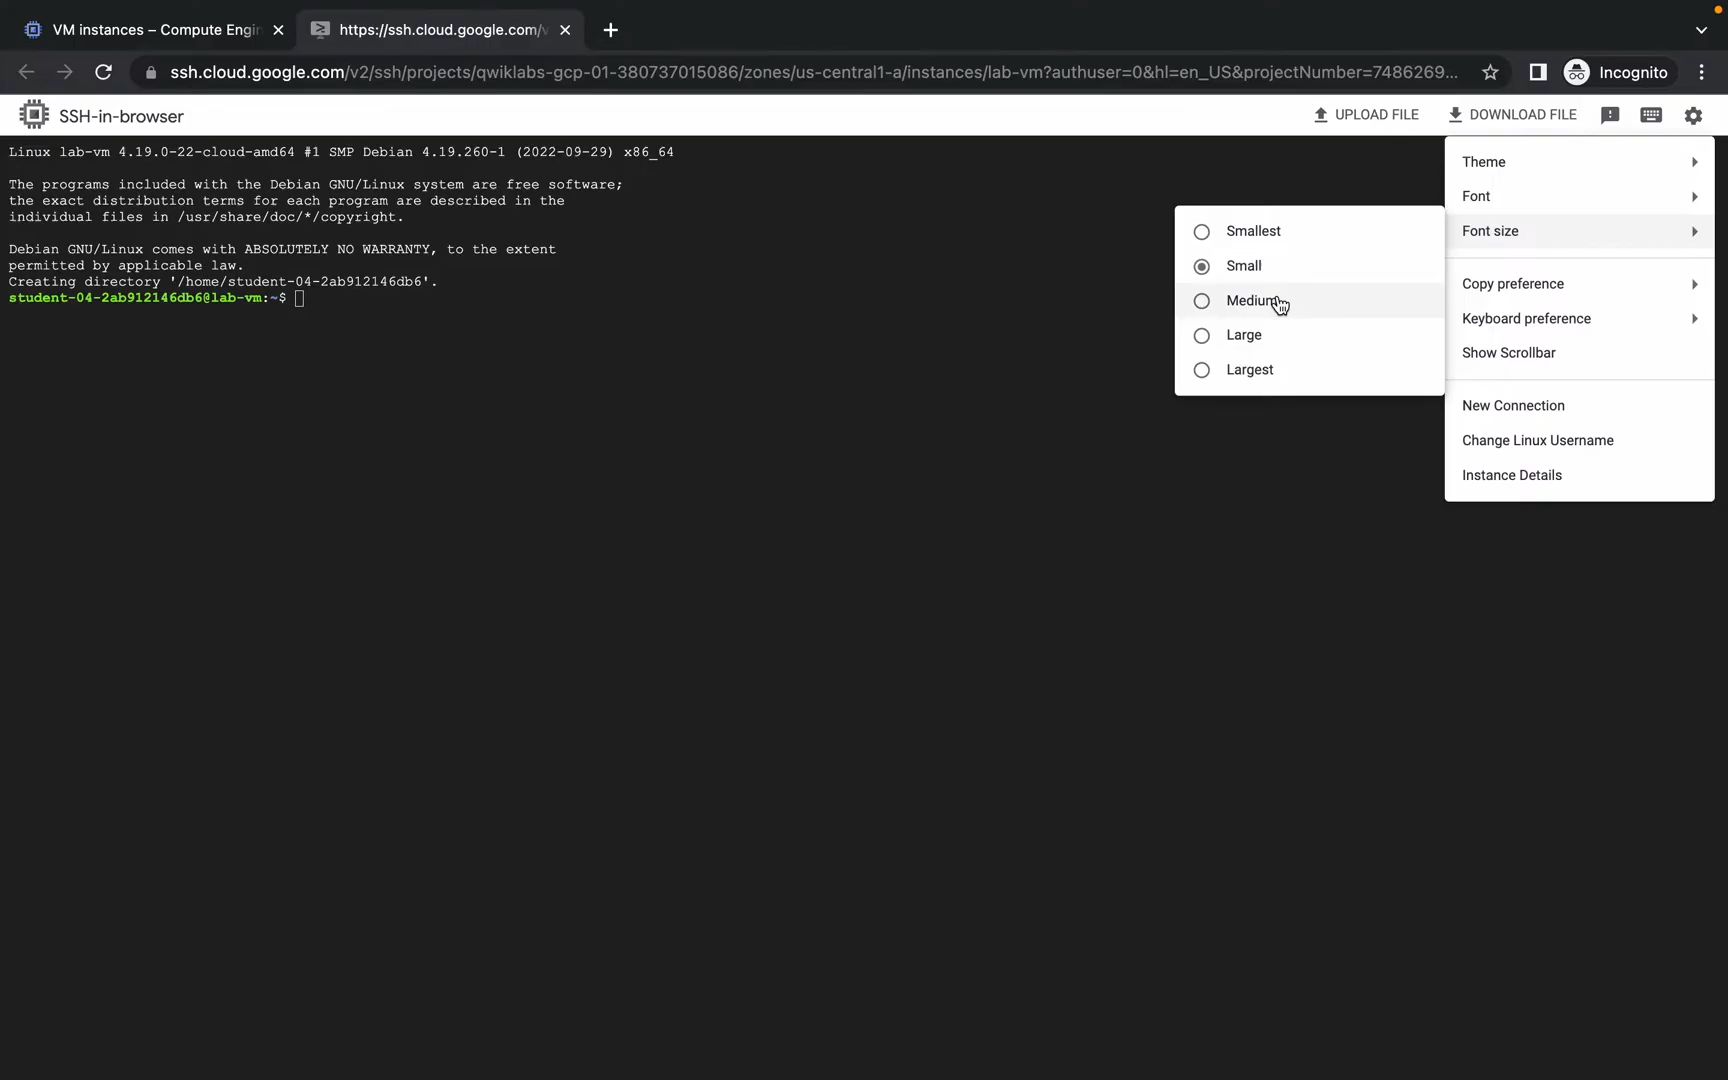 VM instances – Compute Engi
https://ssh.cloud.google.com/v
ssh.cloud.google.com/v2/ssh/projects/qwiklabs-gcp-01-380737015086/zones/us-central1-a/instances/lab-vm?authuser=0&hl=en_US&projectNumber=7486269...
Incognito
SSH-in-browser
UPLOAD FILE
DOWNLOAD FILE
Linux lab-vm 4.19.0-22-cloud-amd64 #1 SMP Debian 4.19.260-1 (2022-09-29) x86_64
The programs included with the Debian GNU/Linux system are free software;
the exact distribution terms for each program are described in the
individual files in /usr/share/doc/*/copyright.
Debian GNU/Linux comes with ABSOLUTELY NO WARRANTY, to the extent
permitted by applicable law.
Creating directory '/home/student-04-2ab912146db6'.
student-04-2ab912146db6@lab-vm:~$
Smallest
Small
Medium
Large
Largest
Theme
Font
Font size
Copy preference
Keyboard preference
Show Scrollbar
New Connection
Change Linux Username
Instance Details